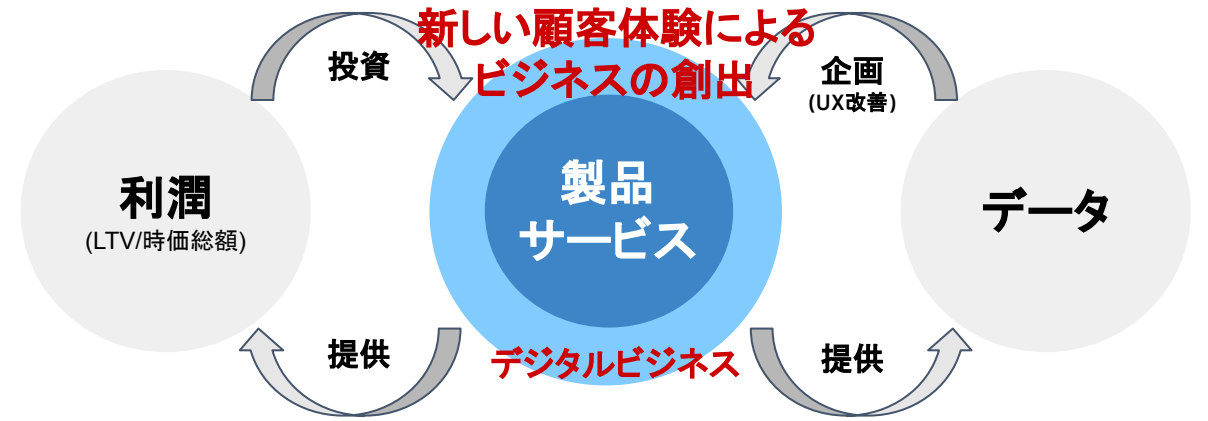 新しい顧客体験による
ビジネスの創出
投資
企画
(UX改善)
利潤
(LTV/時価総額)
製品
サービス
データ
提供
デジタルビジネス
提供